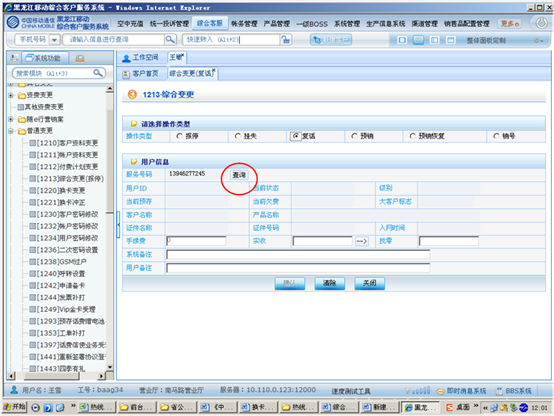 黑龙江移动综合客户服务系统 - Windows Internet Explorer
中国移动通信
CHINA MOBILE
黑龙江移动
综合客户服务系统
空中充值 统一投诉管理 综合客服 帐务管理 产品管理 一级BOSS 系统管理 生产信息系统 渠道管理 销售品配置管理 更多
手机号码 请输入信息进行查询 快速转入 (Alt+2) 整体面板定制
系统功能
工作空间 王敏
搜索模块 (Alt+3)
客户首页 综合变更(复话)
资费变更
其他资费变更
随e行营销案
普通变更
[1210]客户资料变更
[1211]帐户资料变更
[1212]付费计划变更
[1213]综合变更(报停)
[1220]换卡变更
[1221]换卡冲正
[1230]客户密码修改
[1232]帐户密码修改
[1234]用户密码修改
[1236]二次密码设置
[1238]GSM过户
[1240]呼转设置
[1242]申请备卡
[1244]发票补打
[1249]Vip金卡受理
[1293]预存话费赠电池
[1353]工单补打
[1397]话费信使业务受
[1441]重新签署协议登
[1443]四季有礼
1213-综合变更
请选择操作类型
操作类型 报停 挂失 复话 预销 预销恢复 销号
用户信息
服务号码 13946277245 查询
用户ID 当前状态 级别
当前预存 当前欠费 大客户标志
客户名称 产品名称
证件名称 证件号码 入网时间
手续费 0 实收 --> 找零
系统备注
用户备注
确认 清除 关闭
用户名：王雪 工号：baag34 营业厅：南马路营业厅 服务器：10.110.0.123:12000 速度测试工具 即时消息系统 BBS系统
开始 热统... 前台... 省公... 《中... 换卡... 热统... 综合... 新建... 黑龙... 桌面 12:01